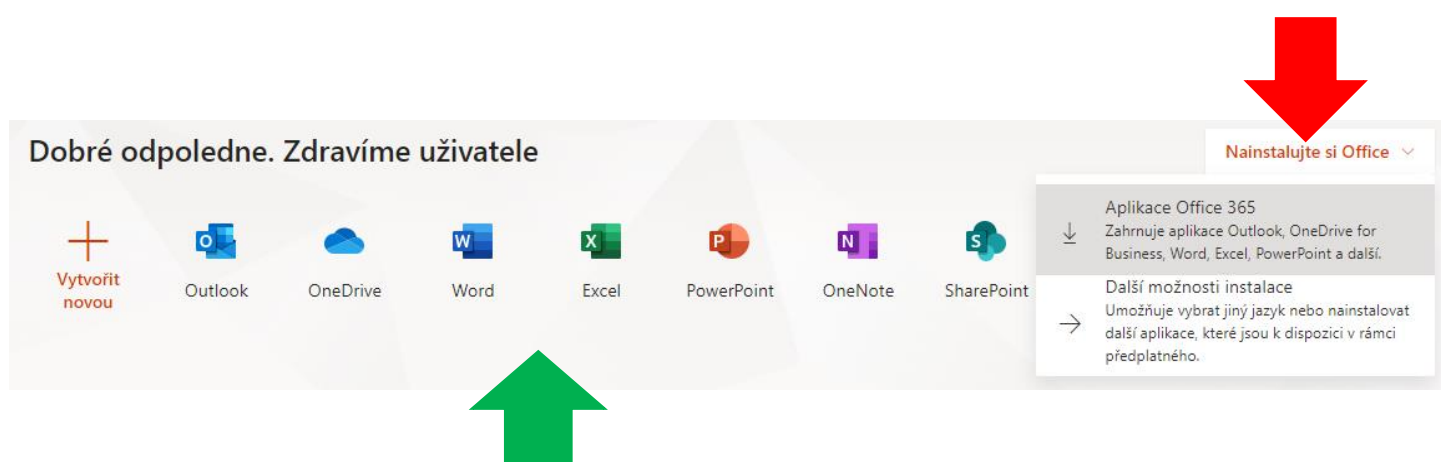 Dobré odpoledne. Zdravíme uživatele
Nainstalujte si Office
Vytvořit
novou
Outlook
OneDrive
Word
Excel
PowerPoint
OneNote
SharePoint
Aplikace Office 365
Zahrnuje aplikace Outlook, OneDrive for
Business, Word, Excel, PowerPoint a další.
Další možnosti instalace
Umožňuje vybrat jiný jazyk nebo nainstalovat
další aplikace, které jsou k dispozici v rámci
předplatného.